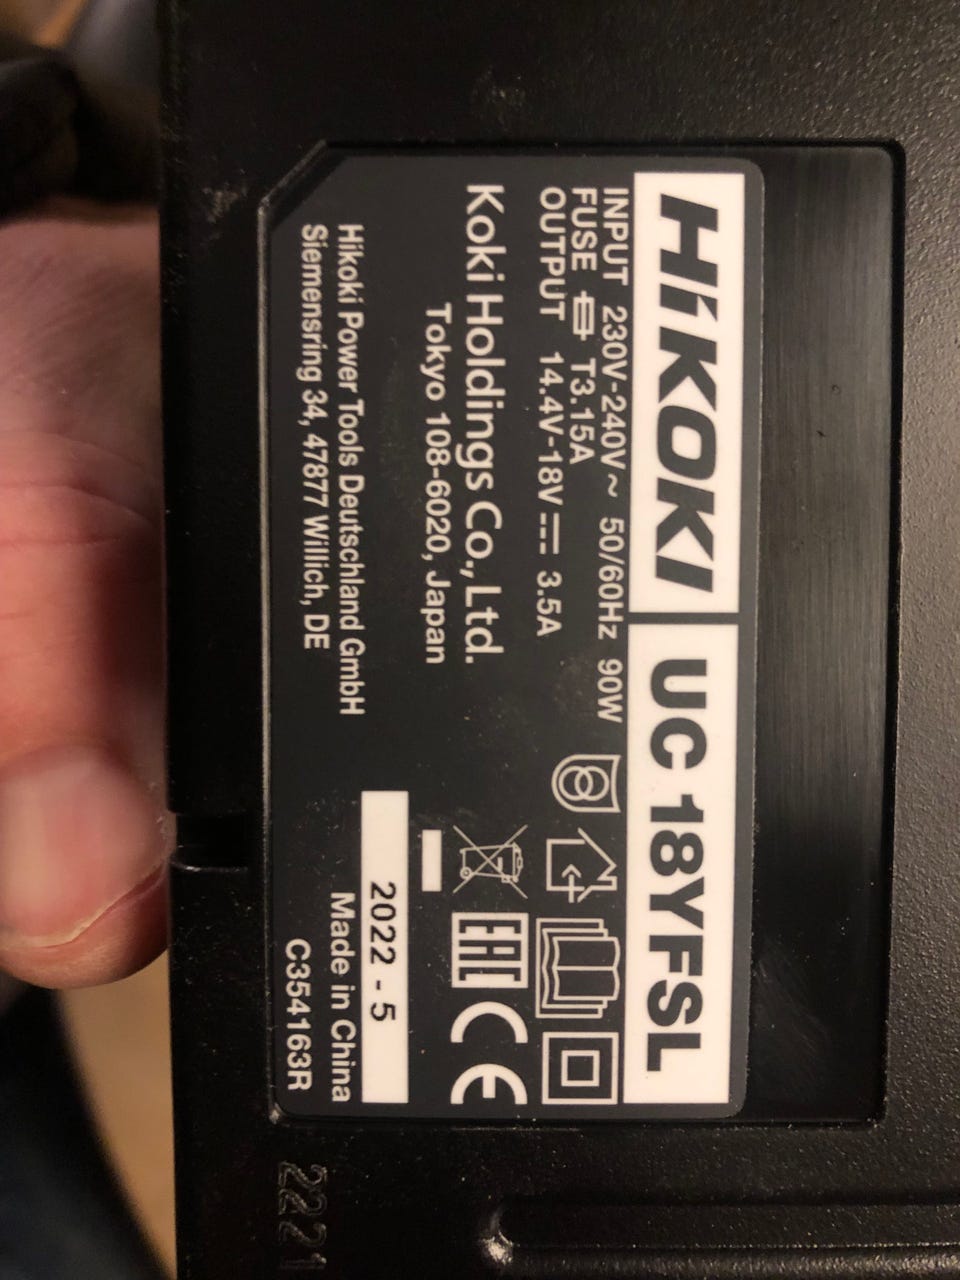 HiKOKI UC 18YFSL
INPUT 230V-240V~ 50/60Hz 90W
FUSE T3.15A
OUTPUT 14.4V-18V 3.5A
Koki Holdings Co., Ltd.
Tokyo 108-6020, Japan
EAC CE
Hikoki Power Tools Deutschland GmbH
Siemensring 34, 47877 Willich, DE
2022 - 5
Made in China
C354163R
2221